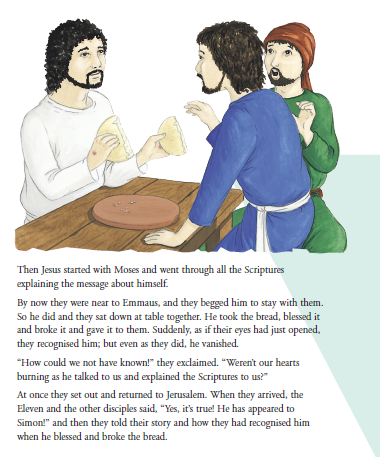 Then Jesus started with Moses and went through all the Scriptures
explaining the message about himself.
By now they were near to Emmaus, and they begged him to stay with them.
So he did and they sat down at table together. He took the bread, blessed it
and broke it and gave it to them. Suddenly, as if their eyes had just opened,
they recognised him; but even as they did, he vanished.
“How could we not have known!” they exclaimed. “Weren’t our hearts
burning as he talked to us and explained the Scriptures to us?”
At once they set out and returned to Jerusalem. When they arrived, the
Eleven and the other disciples said, “Yes, it’s true! He has appeared to
Simon!” and then they told their story and how they had recognised him
when he blessed and broke the bread.